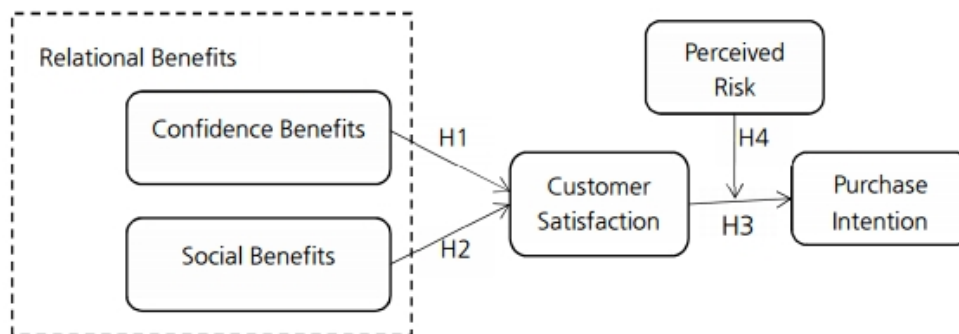 Relational Benefits
Confidence Benefits
Social Benefits
H1
H2
Customer
Satisfaction
Perceived
Risk
H4
H3
Purchase
Intention